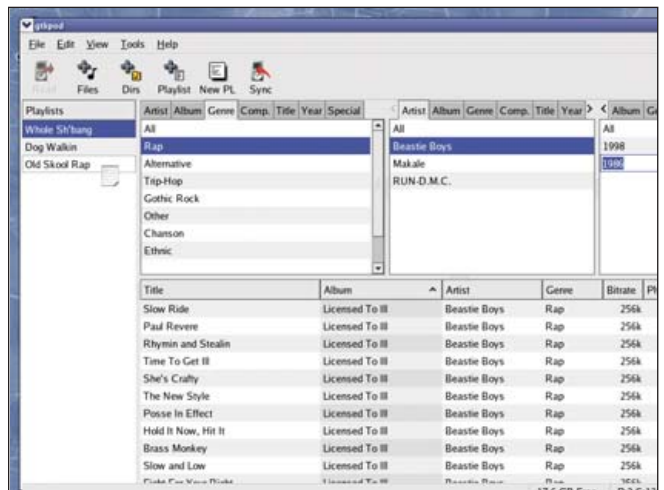 gtkpod
File Edit View Tools Help
Read Files Dirs Playlist New PL Sync
Playlists
Whole Sh'bang
Dog Walkin
Old Skool Rap
Artist Album Genre Comp. Title Year Special
All
Rap
Alternative
Trip-Hop
Gothic Rock
Other
Chanson
Ethnic
Artist Album Genre Comp. Title Year
All
Beastie Boys
Makale
RUN-D.M.C.
Album
All
1998
1986
Title Album Artist Genre Bitrate
Slow Ride Licensed To Ill Beastie Boys Rap 256k
Paul Revere Licensed To Ill Beastie Boys Rap 256k
Rhymin and Stealin Licensed To Ill Beastie Boys Rap 256k
Time To Get Ill Licensed To Ill Beastie Boys Rap 256k
She's Crafty Licensed To Ill Beastie Boys Rap 256k
The New Style Licensed To Ill Beastie Boys Rap 256k
Posse In Effect Licensed To Ill Beastie Boys Rap 256k
Hold It Now, Hit It Licensed To Ill Beastie Boys Rap 256k
Brass Monkey Licensed To Ill Beastie Boys Rap 256k
Slow and Low Licensed To Ill Beastie Boys Rap 256k